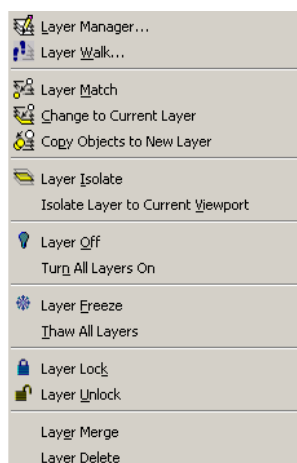 Layer Manager...
Layer Walk...
Layer Match
Change to Current Layer
Copy Objects to New Layer
Layer Isolate
Isolate Layer to Current Viewport
Layer Off
Turn All Layers On
Layer Freeze
Thaw All Layers
Layer Lock
Layer Unlock
Layer Merge
Layer Delete